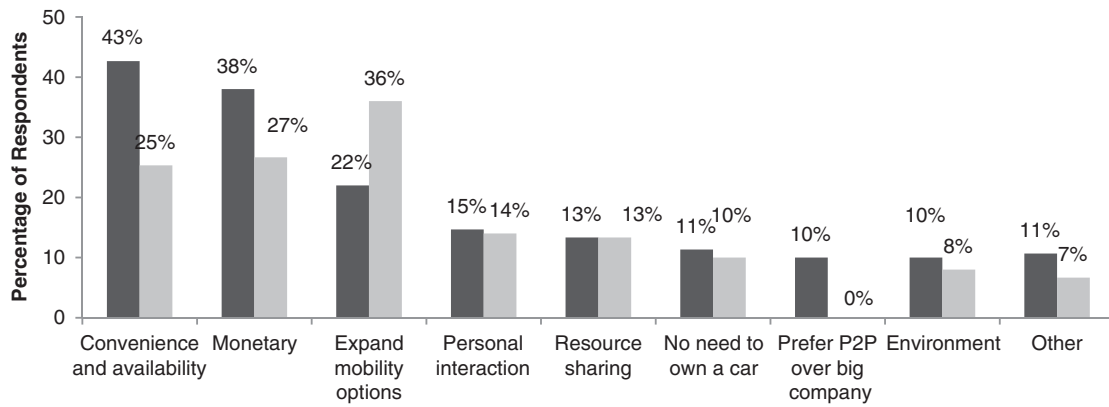 Percentage of Respondents
50
40
30
20
10
0
43%
25%
38%
27%
22%
36%
15%
14%
13%
13%
11%
10%
10%
0%
10%
8%
11%
7%
Convenience
and availability
Monetary
Expand
mobility
options
Personal
interaction
Resource
sharing
No need to
own a car
Prefer P2P
over big
company
Environment
Other